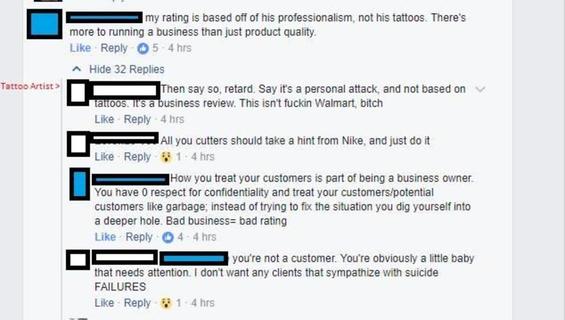 Like · Reply
my rating is based off of his professionalism, not his tattoos. There's
more to running a business than just product quality.
Like · Reply · 5 · 4 hrs
Hide 32 Replies
Tattoo Artist >
Then say so, retard. Say it's a personal attack, and not based on
tattoos. It's a business review. This isn't fuckin Walmart, bitch
Like · Reply · 4 hrs
All you cutters should take a hint from Nike, and just do it
Like · Reply · 1 · 4 hrs
How you treat your customers is part of being a business owner.
You have 0 respect for confidentiality and treat your customers/potential
customers like garbage; instead of trying to fix the situation you dig yourself into
a deeper hole. Bad business= bad rating
Like · Reply · 4 · 4 hrs
you're not a customer. You're obviously a little baby
that needs attention. I don't want any clients that sympathize with suicide
FAILURES
Like · Reply · 1 · 4 hrs